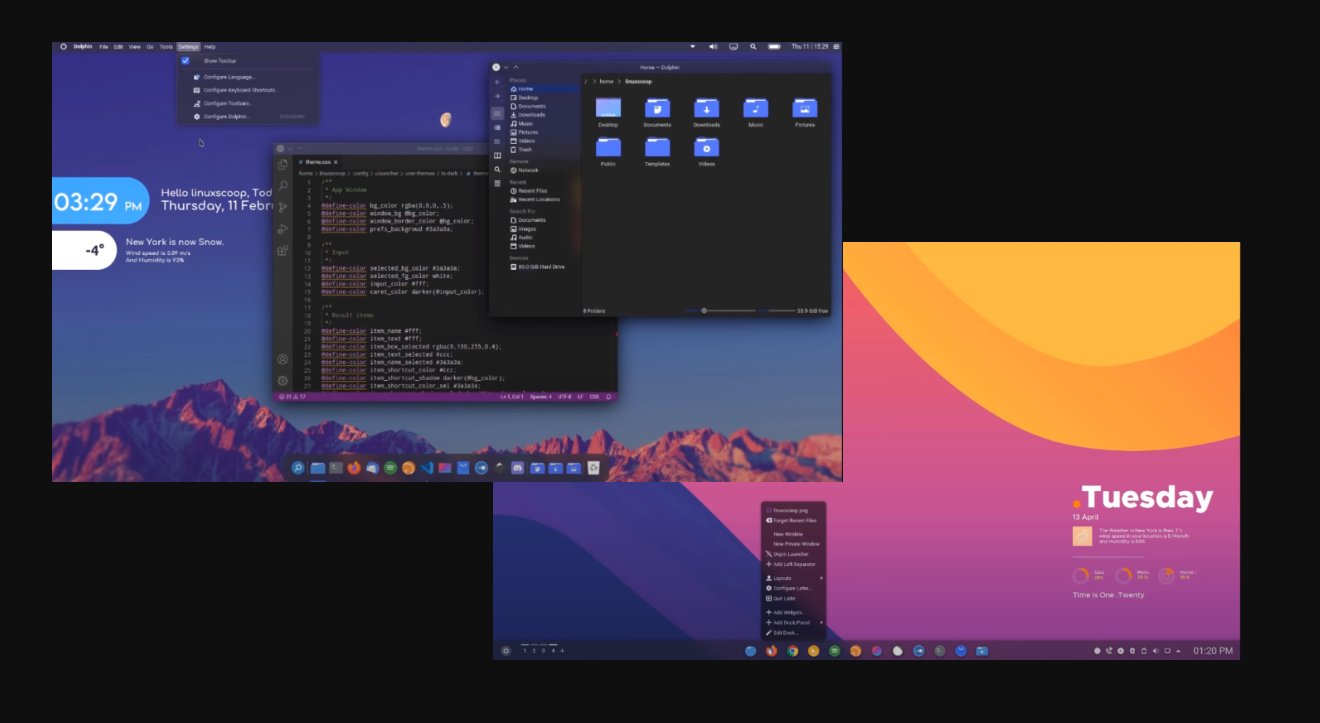 Dolphin File Edit View Go Tools Settings Help
Thu 11 | 15:29
Show Toolbar
Configure Language...
Configure Keyboard Shortcuts...
Configure Toolbars...
Configure Dolphin...
03:29 PM
Hello linuxscoop, Tod
Thursday, 11 Febru
-4°
New York is now Snow.
Wind speed is 3.09 m/s
And Humidity is 93%
theme.css
home > linuxscoop > .config > ulauncher > user-themes > ts-dark > # theme
1 /**
2 * App Window
3 */
4 @define-color bg_color rgba(0,0,0,.5);
5 @define-color window_bg @bg_color;
6 @define-color window_border_color @bg_color;
7 @define-color prefs_backgroud #3a3a3a;
8
9 /**
10 * Input
11 */
12 @define-color selected_bg_color #3a3a3a;
13 @define-color selected_fg_color white;
14 @define-color input_color #fff;
15 @define-color caret_color darker(@input_color);
16
17 /**
18 * Result items
19 */
20 @define-color item_name #fff;
21 @define-color item_text #fff;
22 @define-color item_box_selected rgba(0,130,255,0.4);
23 @define-color item_text_selected #ccc;
24 @define-color item_name_selected #3a3a3a;
25 @define-color item_shortcut_color #ccc;
26 @define-color item_shortcut_shadow darker(@bg_color);
27 @define-color item_shortcut_color_sel #3a3a3a;
31 17
Ln 1, Col 1 Spaces: 4 UTF-8 LF CSS
Home — Dolphin
/ > home > linuxscoop
Places
Home
Desktop
Documents
Downloads
Music
Pictures
Videos
Trash
Remote
Network
Recent
Recent Files
Recent Locations
Search For
Documents
Images
Audio
Videos
Devices
80.0 GiB Hard Drive
Desktop Documents Downloads Music Pictures
Public Templates Videos
8 Folders
55.9 GiB free
.Tuesday
13 April
The Weather in New York is Rain, 7°c
wind speed in your location is 5.14km/h
and Humidity is 93%
Time Is One .Twenty
linuxscoop.png
Forget Recent Files
New Window
New Private Window
Unpin Launcher
Add Left Separator
Layouts
Configure Latte...
Quit Latte
Add Widgets...
Add Dock/Panel
Edit Dock...
1 2 3 4 +
01:20 PM